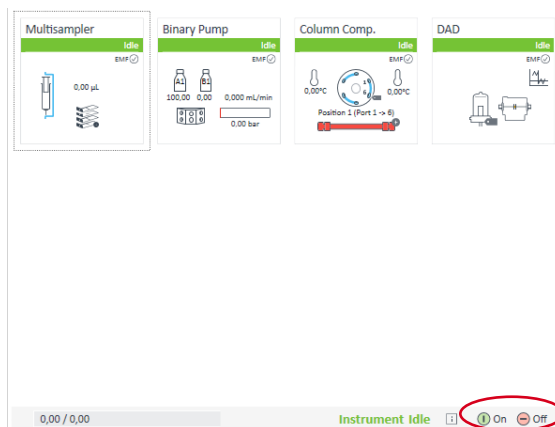 Multisampler
Idle
EMF
0,00 µL
Binary Pump
Idle
EMF
A1 B1
100,00 0,00 0,000 mL/min
0,00 bar
Column Comp.
Idle
EMF
1
6
0,00°C 0,00°C
Position 1 (Port 1 -> 6)
DAD
Idle
EMF
0,00 / 0,00 Instrument Idle i On Off